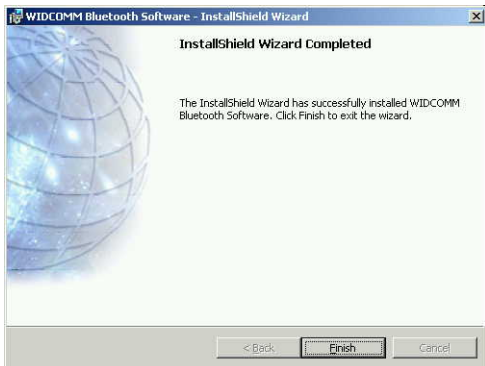 WIDCOMM Bluetooth Software - InstallShield Wizard
InstallShield Wizard Completed
The InstallShield Wizard has successfully installed WIDCOMM
Bluetooth Software. Click Finish to exit the wizard.
< Back Finish Cancel